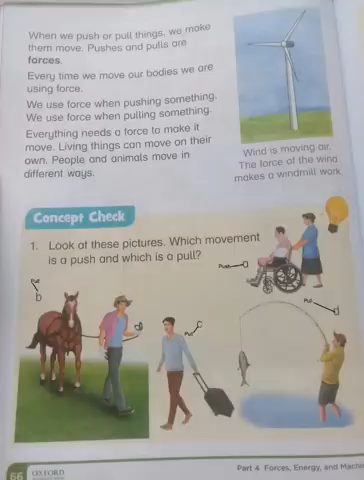 When we push or pull things, we make
them move. Pushes and pulls are
forces.
Every time we move our bodies we are
using force.
We use force when pushing something.
We use force when pulling something.
Everything needs a force to make it
move. Living things can move on their
own. People and animals move in
different ways.
Wind is moving air.
The force of the wind
makes a windmill work
Concept Check
1. Look at these pictures. Which movement
is a push and which is a pull?
Push a
Pull
b
Pull c
Pull d
66 OXFORD
Part 4 Forces, Energy, and